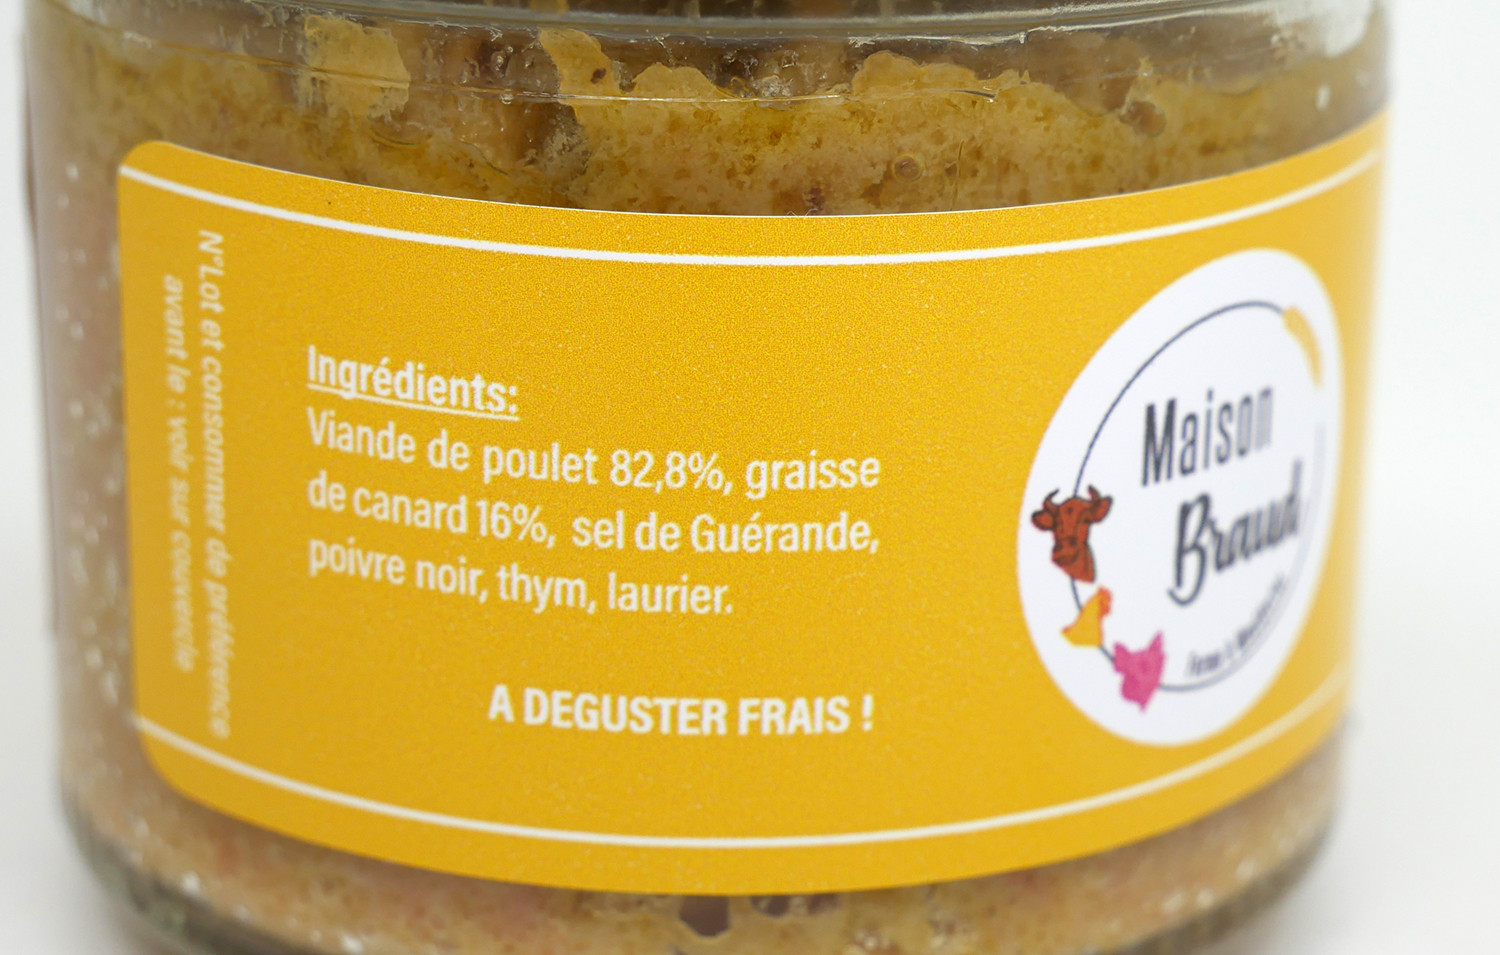 N°Lot et consommer de préférence
avant le : voir sur couvercle
Ingrédients:
Viande de poulet 82,8%, graisse
de canard 16%, sel de Guérande,
poivre noir, thym, laurier.
A DEGUSTER FRAIS !
Maison
Braud